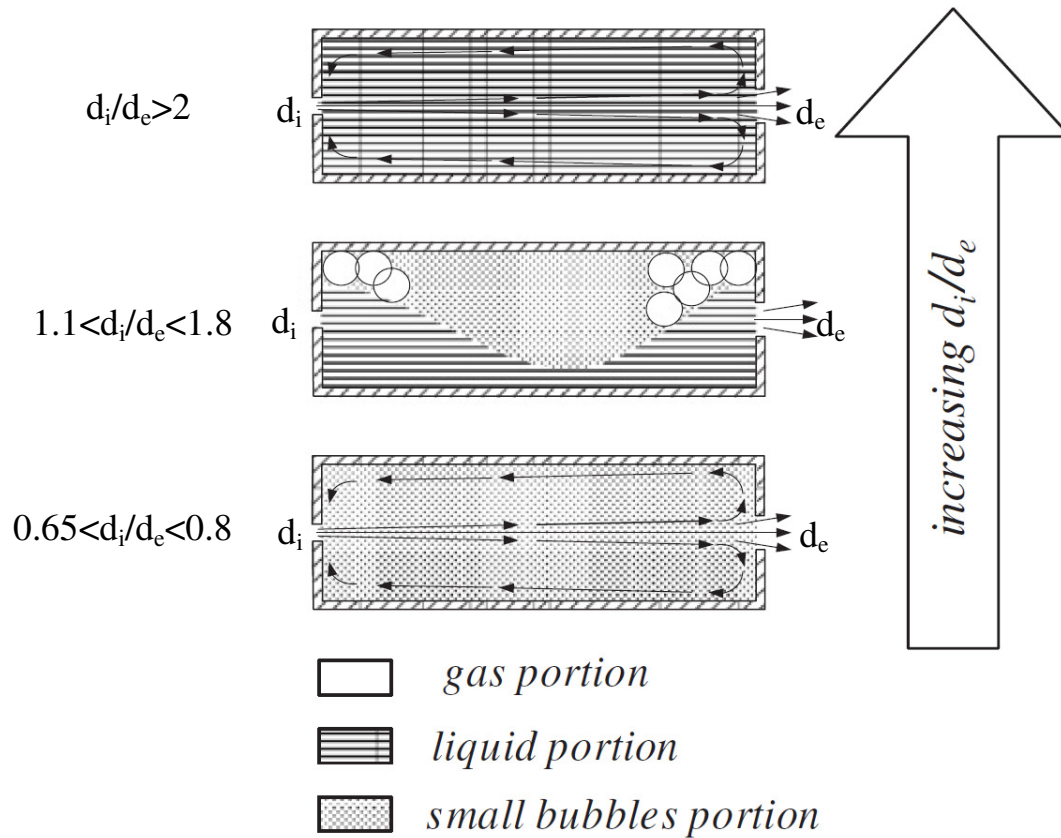 dᵢ/dₑ>2
dᵢ
dₑ
1.1<dᵢ/dₑ<1.8
dᵢ
dₑ
0.65<dᵢ/dₑ<0.8
dᵢ
dₑ
increasing dᵢ/dₑ
gas portion
liquid portion
small bubbles portion